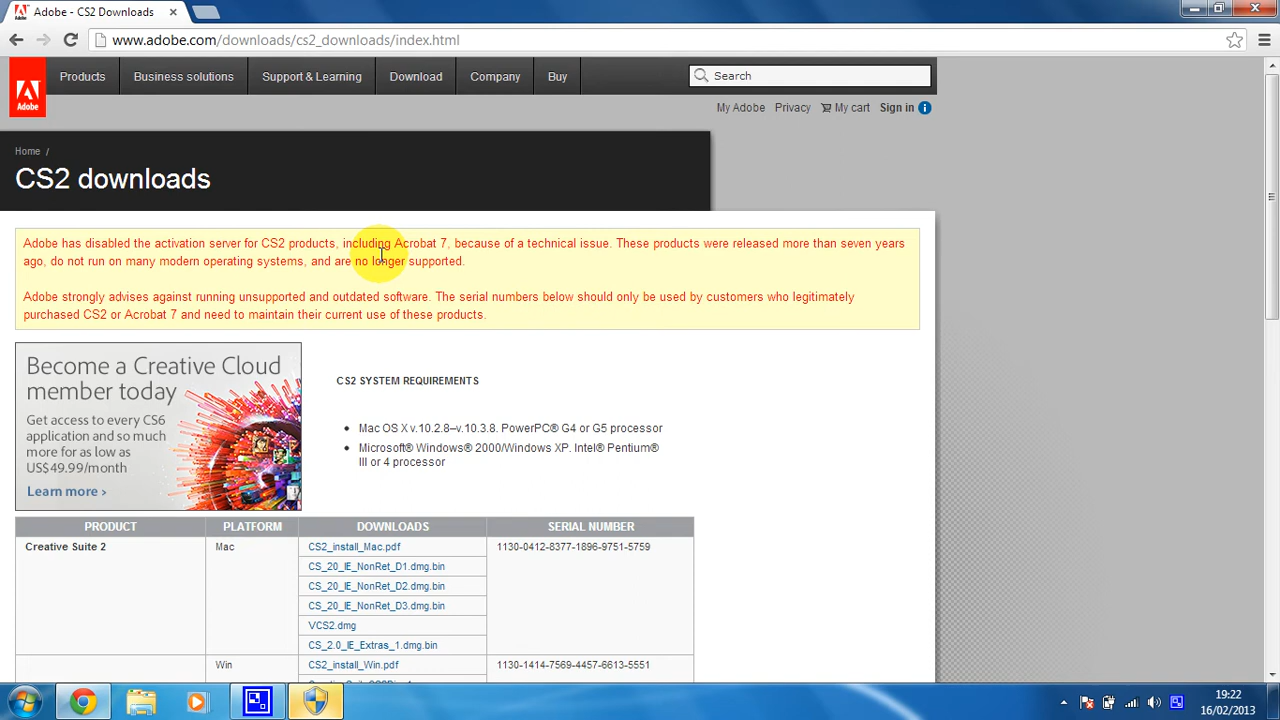 Adobe - CS2 Downloads
www.adobe.com/downloads/cs2_downloads/index.html
Adobe
Products
Business solutions
Support & Learning
Download
Company
Buy
Search
My Adobe
Privacy
My cart
Sign in
Home /
CS2 downloads
Adobe has disabled the activation server for CS2 products, including Acrobat 7, because of a technical issue. These products were released more than seven years
ago, do not run on many modern operating systems, and are no longer supported.
Adobe strongly advises against running unsupported and outdated software. The serial numbers below should only be used by customers who legitimately
purchased CS2 or Acrobat 7 and need to maintain their current use of these products.
Become a Creative Cloud
member today
Get access to every CS6
application and so much
more for as low as
US$49.99/month
Learn more ›
CS2 SYSTEM REQUIREMENTS
Mac OS X v.10.2.8–v.10.3.8. PowerPC® G4 or G5 processor
Microsoft® Windows® 2000/Windows XP. Intel® Pentium®
III or 4 processor
PRODUCT PLATFORM DOWNLOADS SERIAL NUMBER
Creative Suite 2 Mac CS2_install_Mac.pdf 1130-0412-8377-1896-9751-5759
CS_20_IE_NonRet_D1.dmg.bin
CS_20_IE_NonRet_D2.dmg.bin
CS_20_IE_NonRet_D3.dmg.bin
VCS2.dmg
CS_2.0_IE_Extras_1.dmg.bin
Win CS2_install_Win.pdf 1130-1414-7569-4457-6613-5551
19:22
16/02/2013